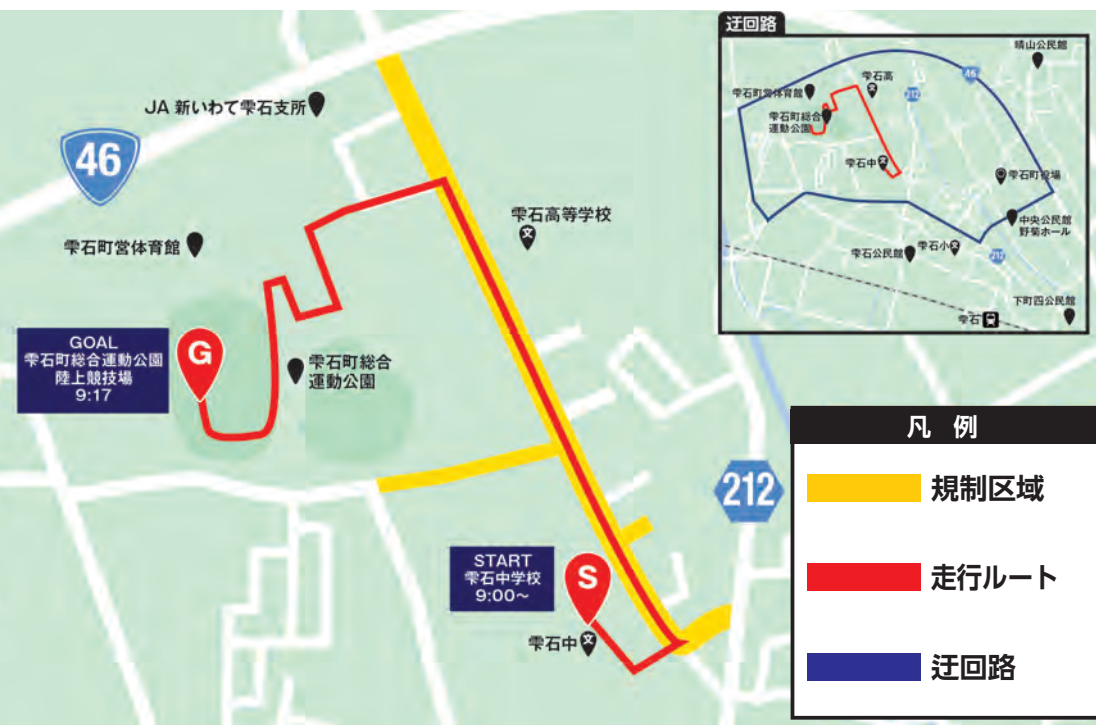 JA 新いわて雫石支所
46
雫石町営体育館
雫石高等学校
文
GOAL
雫石町総合運動公園
陸上競技場
9:17
G
雫石町総合
運動公園
START
雫石中学校
9:00～
S
雫石中
文
212
迂回路
晴山公民館
雫石高
文
46
212
雫石町営体育館
雫石町総合
運動公園
雫石中
文
雫石町役場
中央公民館
野菊ホール
雫石公民館
雫石小
文
212
下町四公民館
雫石
凡 例
規制区域
走行ルート
迂回路